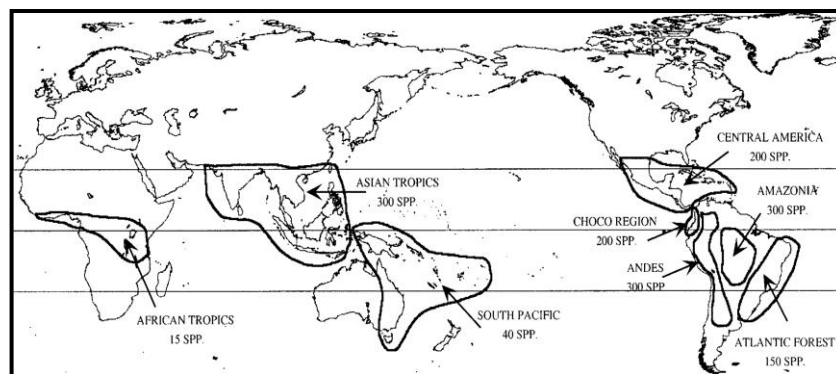 CENTRAL AMERICA
200 SPP.
ASIAN TROPICS
300 SPP.
AMAZONIA
300 SPP.
CHOCO REGION
200 SPP.
ANDES
300 SPP
SOUTH PACIFIC
40 SPP.
AFRICAN TROPICS
15 SPP.
ATLANTIC FOREST
150 SPP.